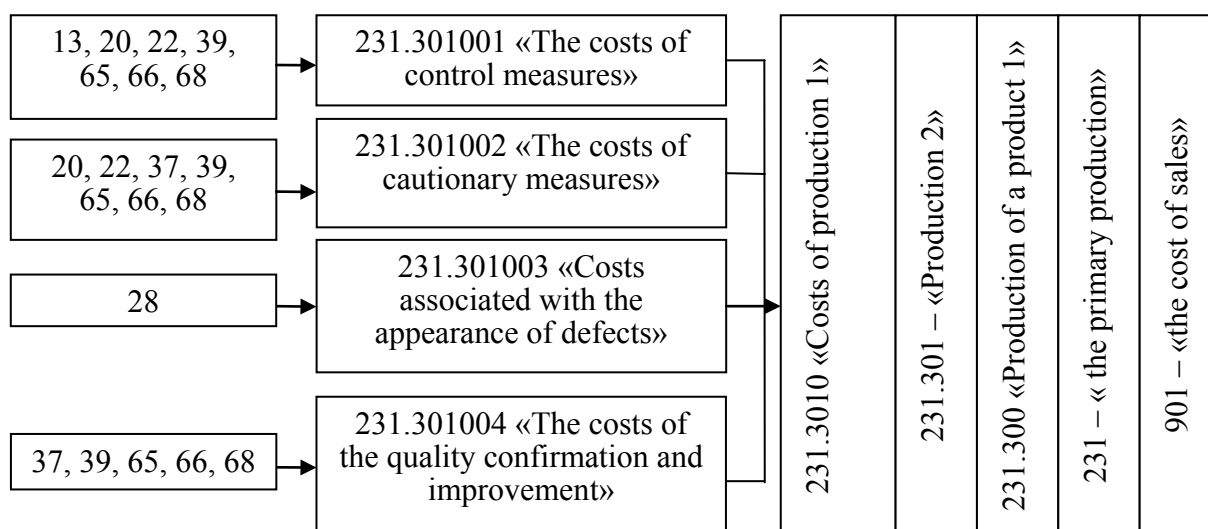 13, 20, 22, 39,
65, 66, 68
231.301001 «The costs of
control measures»
20, 22, 37, 39,
65, 66, 68
231.301002 «The costs of
cautionary measures»
28
231.301003 «Costs
associated with the
appearance of defects»
37, 39, 65, 66, 68
231.301004 «The costs of
the quality confirmation and
improvement»
231.3010 «Costs of production 1»
231.301 – «Production 2»
231.300 «Production of a product 1»
231 – « the primary production»
901 – «the cost of sales»